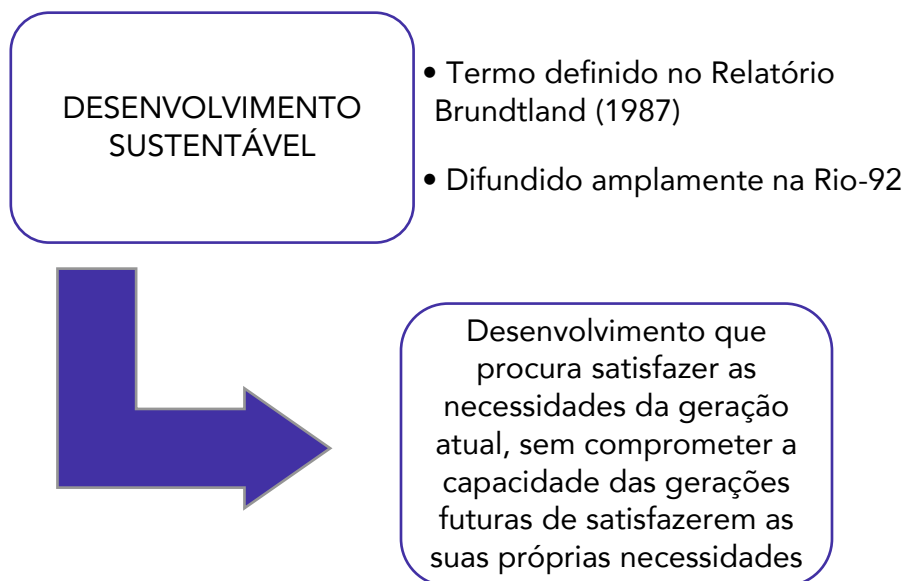 DESENVOLVIMENTO
SUSTENTÁVEL
• Termo definido no Relatório
Brundtland (1987)
• Difundido amplamente na Rio-92
Desenvolvimento que
procura satisfazer as
necessidades da geração
atual, sem comprometer a
capacidade das gerações
futuras de satisfazerem as
suas próprias necessidades